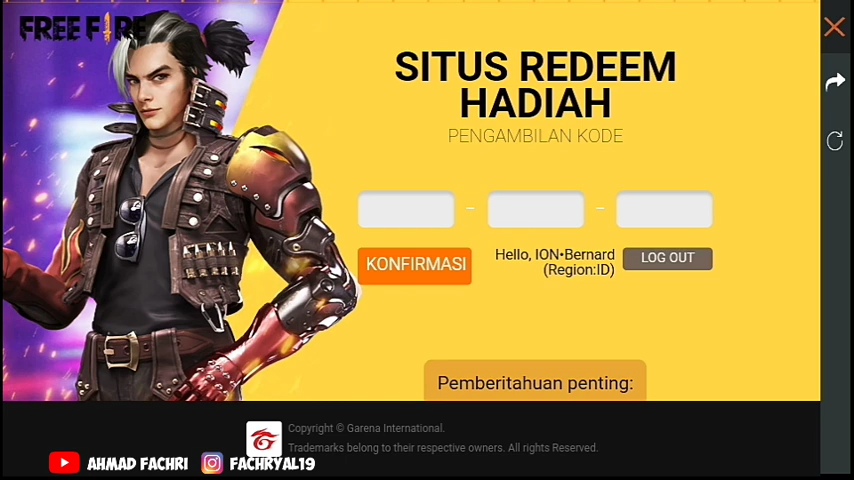 FREE FIRE
SITUS REDEEM
HADIAH
PENGAMBILAN KODE
KONFIRMASI
Hello, ION•Bernard
(Region:ID)
LOG OUT
Pemberitahuan penting:
Copyright © Garena International.
Trademarks belong to their respective owners. All rights Reserved.
AHMAD FACHRI
FACHRYAL19